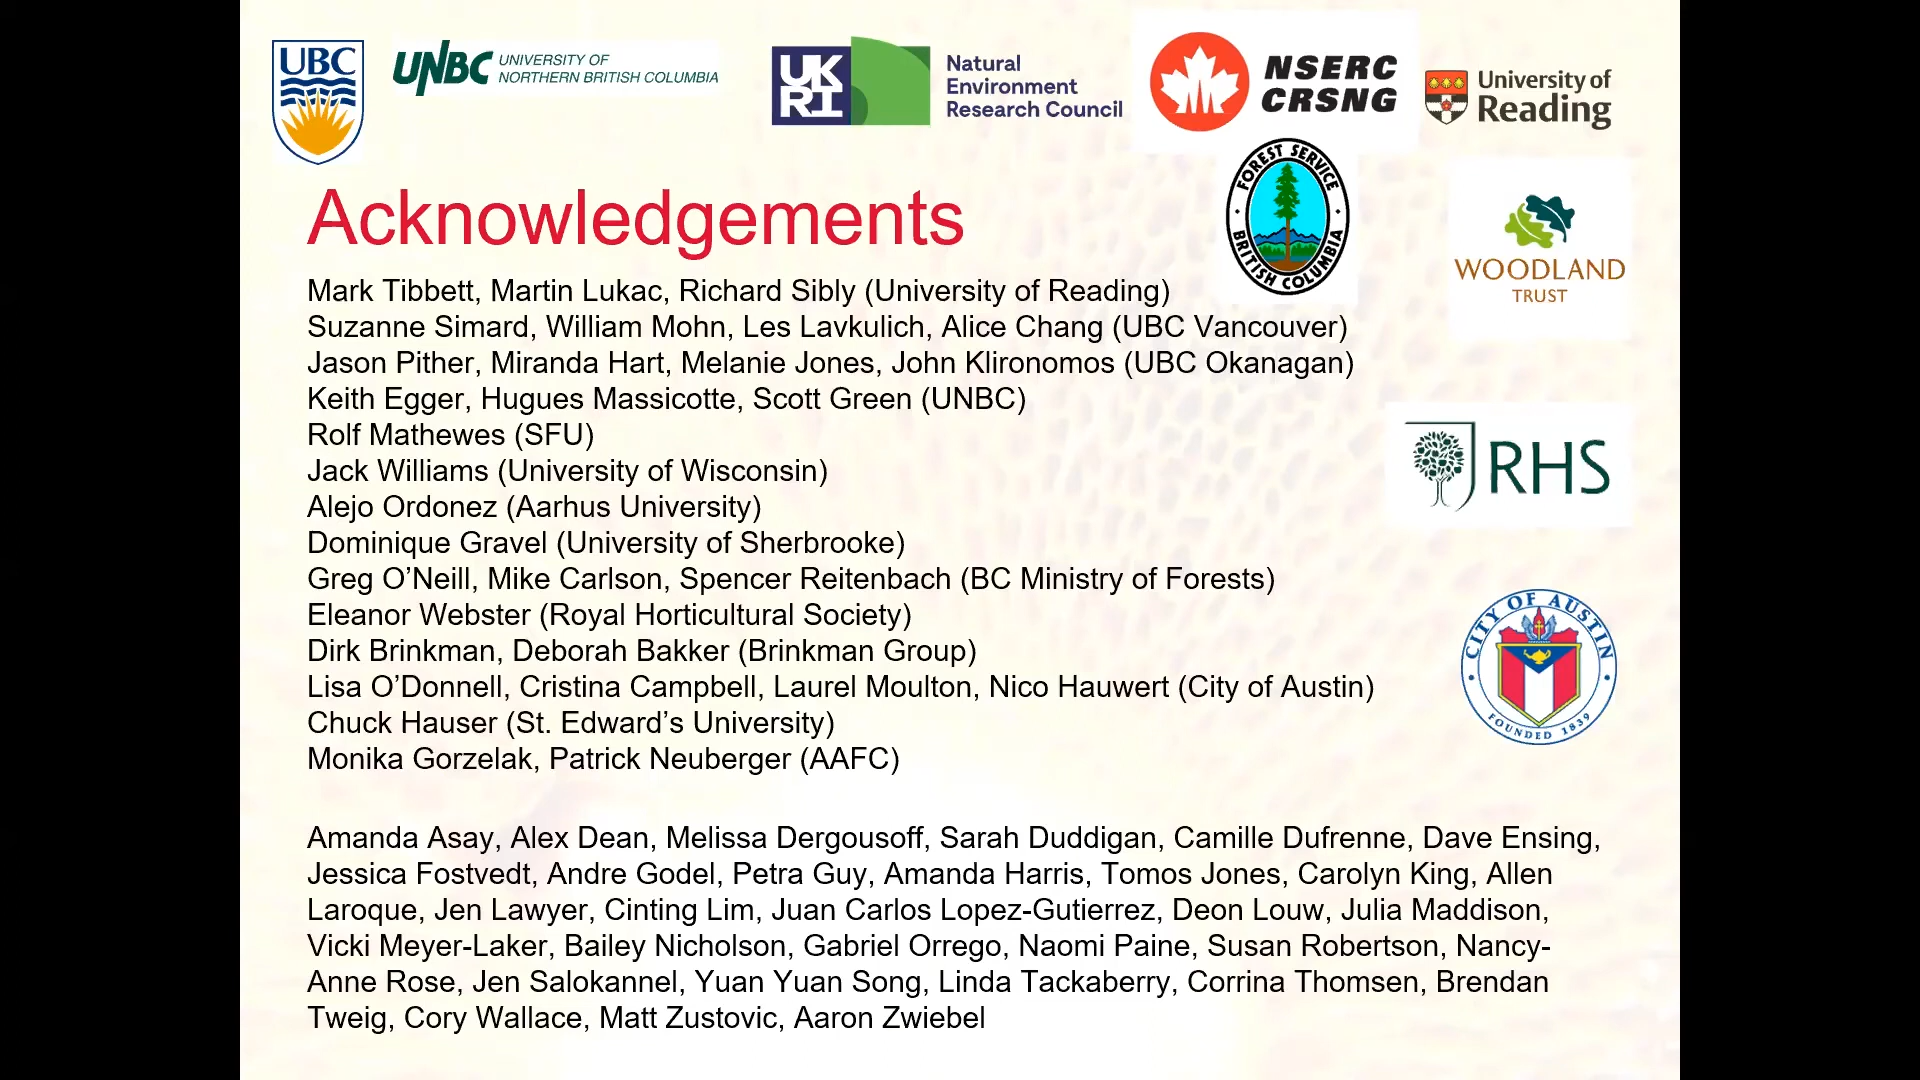 UBC
UNBC UNIVERSITY OF
NORTHERN BRITISH COLUMBIA
UK
RI
Natural
Environment
Research Council
NSERC
CRSNG
University of
Reading
FOREST SERVICE
BRITISH COLUMBIA
WOODLAND
TRUST
Acknowledgements
Mark Tibbett, Martin Lukac, Richard Sibly (University of Reading)
Suzanne Simard, William Mohn, Les Lavkulich, Alice Chang (UBC Vancouver)
Jason Pither, Miranda Hart, Melanie Jones, John Klironomos (UBC Okanagan)
Keith Egger, Hugues Massicotte, Scott Green (UNBC)
Rolf Mathewes (SFU)
Jack Williams (University of Wisconsin)
Alejo Ordonez (Aarhus University)
Dominique Gravel (University of Sherbrooke)
Greg O’Neill, Mike Carlson, Spencer Reitenbach (BC Ministry of Forests)
Eleanor Webster (Royal Horticultural Society)
Dirk Brinkman, Deborah Bakker (Brinkman Group)
Lisa O’Donnell, Cristina Campbell, Laurel Moulton, Nico Hauwert (City of Austin)
Chuck Hauser (St. Edward’s University)
Monika Gorzelak, Patrick Neuberger (AAFC)
RHS
CITY OF AUSTIN
FOUNDED 1839
Amanda Asay, Alex Dean, Melissa Dergousoff, Sarah Duddigan, Camille Dufrenne, Dave Ensing,
Jessica Fostvedt, Andre Godel, Petra Guy, Amanda Harris, Tomos Jones, Carolyn King, Allen
Laroque, Jen Lawyer, Cinting Lim, Juan Carlos Lopez-Gutierrez, Deon Louw, Julia Maddison,
Vicki Meyer-Laker, Bailey Nicholson, Gabriel Orrego, Naomi Paine, Susan Robertson, Nancy-
Anne Rose, Jen Salokannel, Yuan Yuan Song, Linda Tackaberry, Corrina Thomsen, Brendan
Tweig, Cory Wallace, Matt Zustovic, Aaron Zwiebel